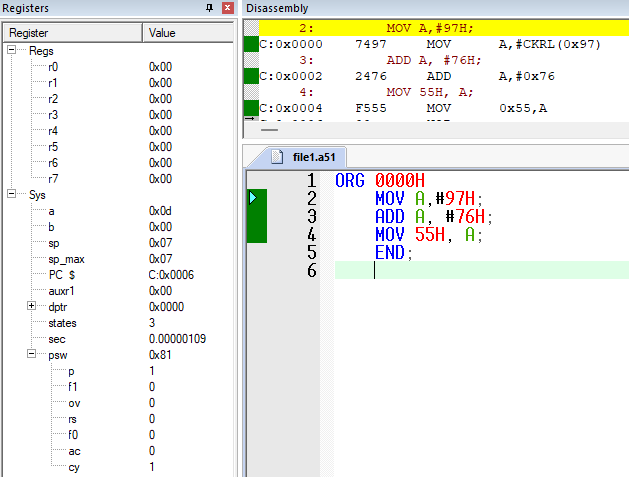 Registers
Register Value
Regs
r0 0x00
r1 0x00
r2 0x00
r3 0x00
r4 0x00
r5 0x00
r6 0x00
r7 0x00
Sys
a 0x0d
b 0x00
sp 0x07
sp_max 0x07
PC $ C:0x0006
auxr1 0x00
dptr 0x0000
states 3
sec 0.00000109
psw 0x81
p 1
f1 0
ov 0
rs 0
f0 0
ac 0
cy 1
Disassembly
2: MOV A,#97H;
C:0x0000 7497 MOV A,#CKRL(0x97)
3: ADD A, #76H;
C:0x0002 2476 ADD A,#0x76
4: MOV 55H, A;
C:0x0004 F555 MOV 0x55,A
file1.a51
1 ORG 0000H
2 MOV A,#97H;
3 ADD A, #76H;
4 MOV 55H, A;
5 END;
6